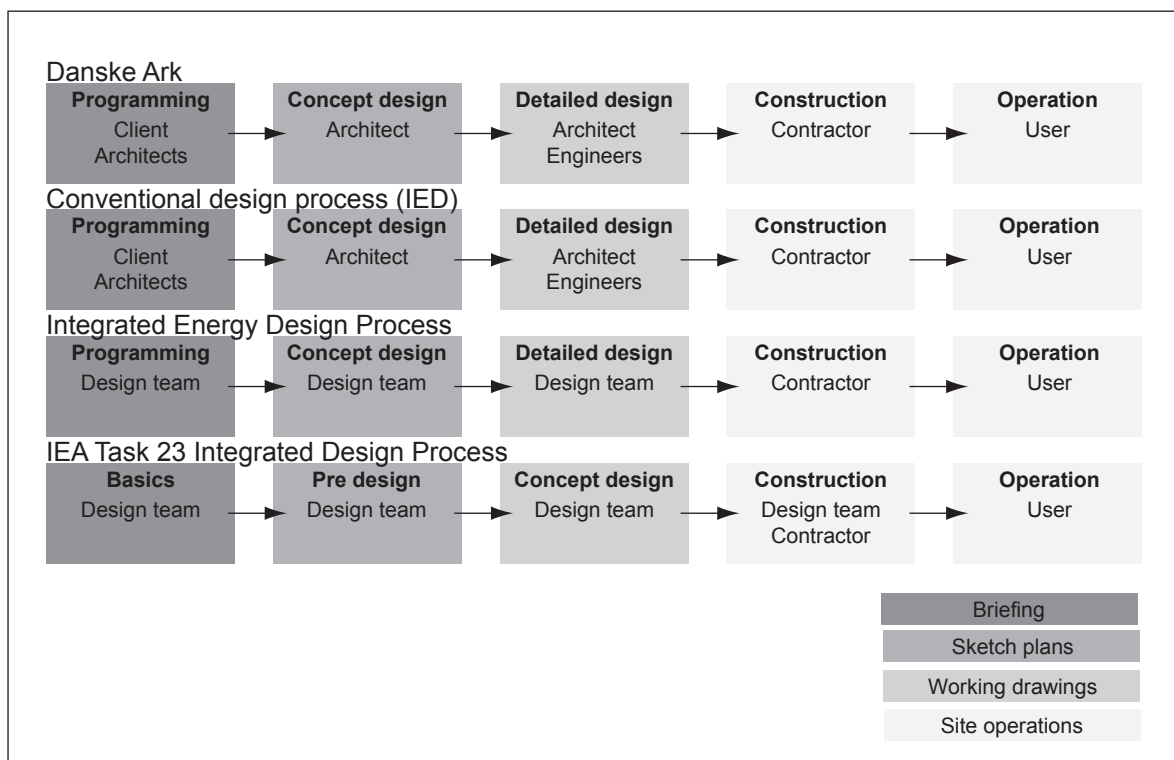 Danske Ark
Programming
Client
Architects
Concept design
Architect
Detailed design
Architect
Engineers
Construction
Contractor
Operation
User
Conventional design process (IED)
Programming
Client
Architects
Concept design
Architect
Detailed design
Architect
Engineers
Construction
Contractor
Operation
User
Integrated Energy Design Process
Programming
Design team
Concept design
Design team
Detailed design
Design team
Construction
Contractor
Operation
User
IEA Task 23 Integrated Design Process
Basics
Design team
Pre design
Design team
Concept design
Design team
Construction
Design team
Contractor
Operation
User
Briefing
Sketch plans
Working drawings
Site operations